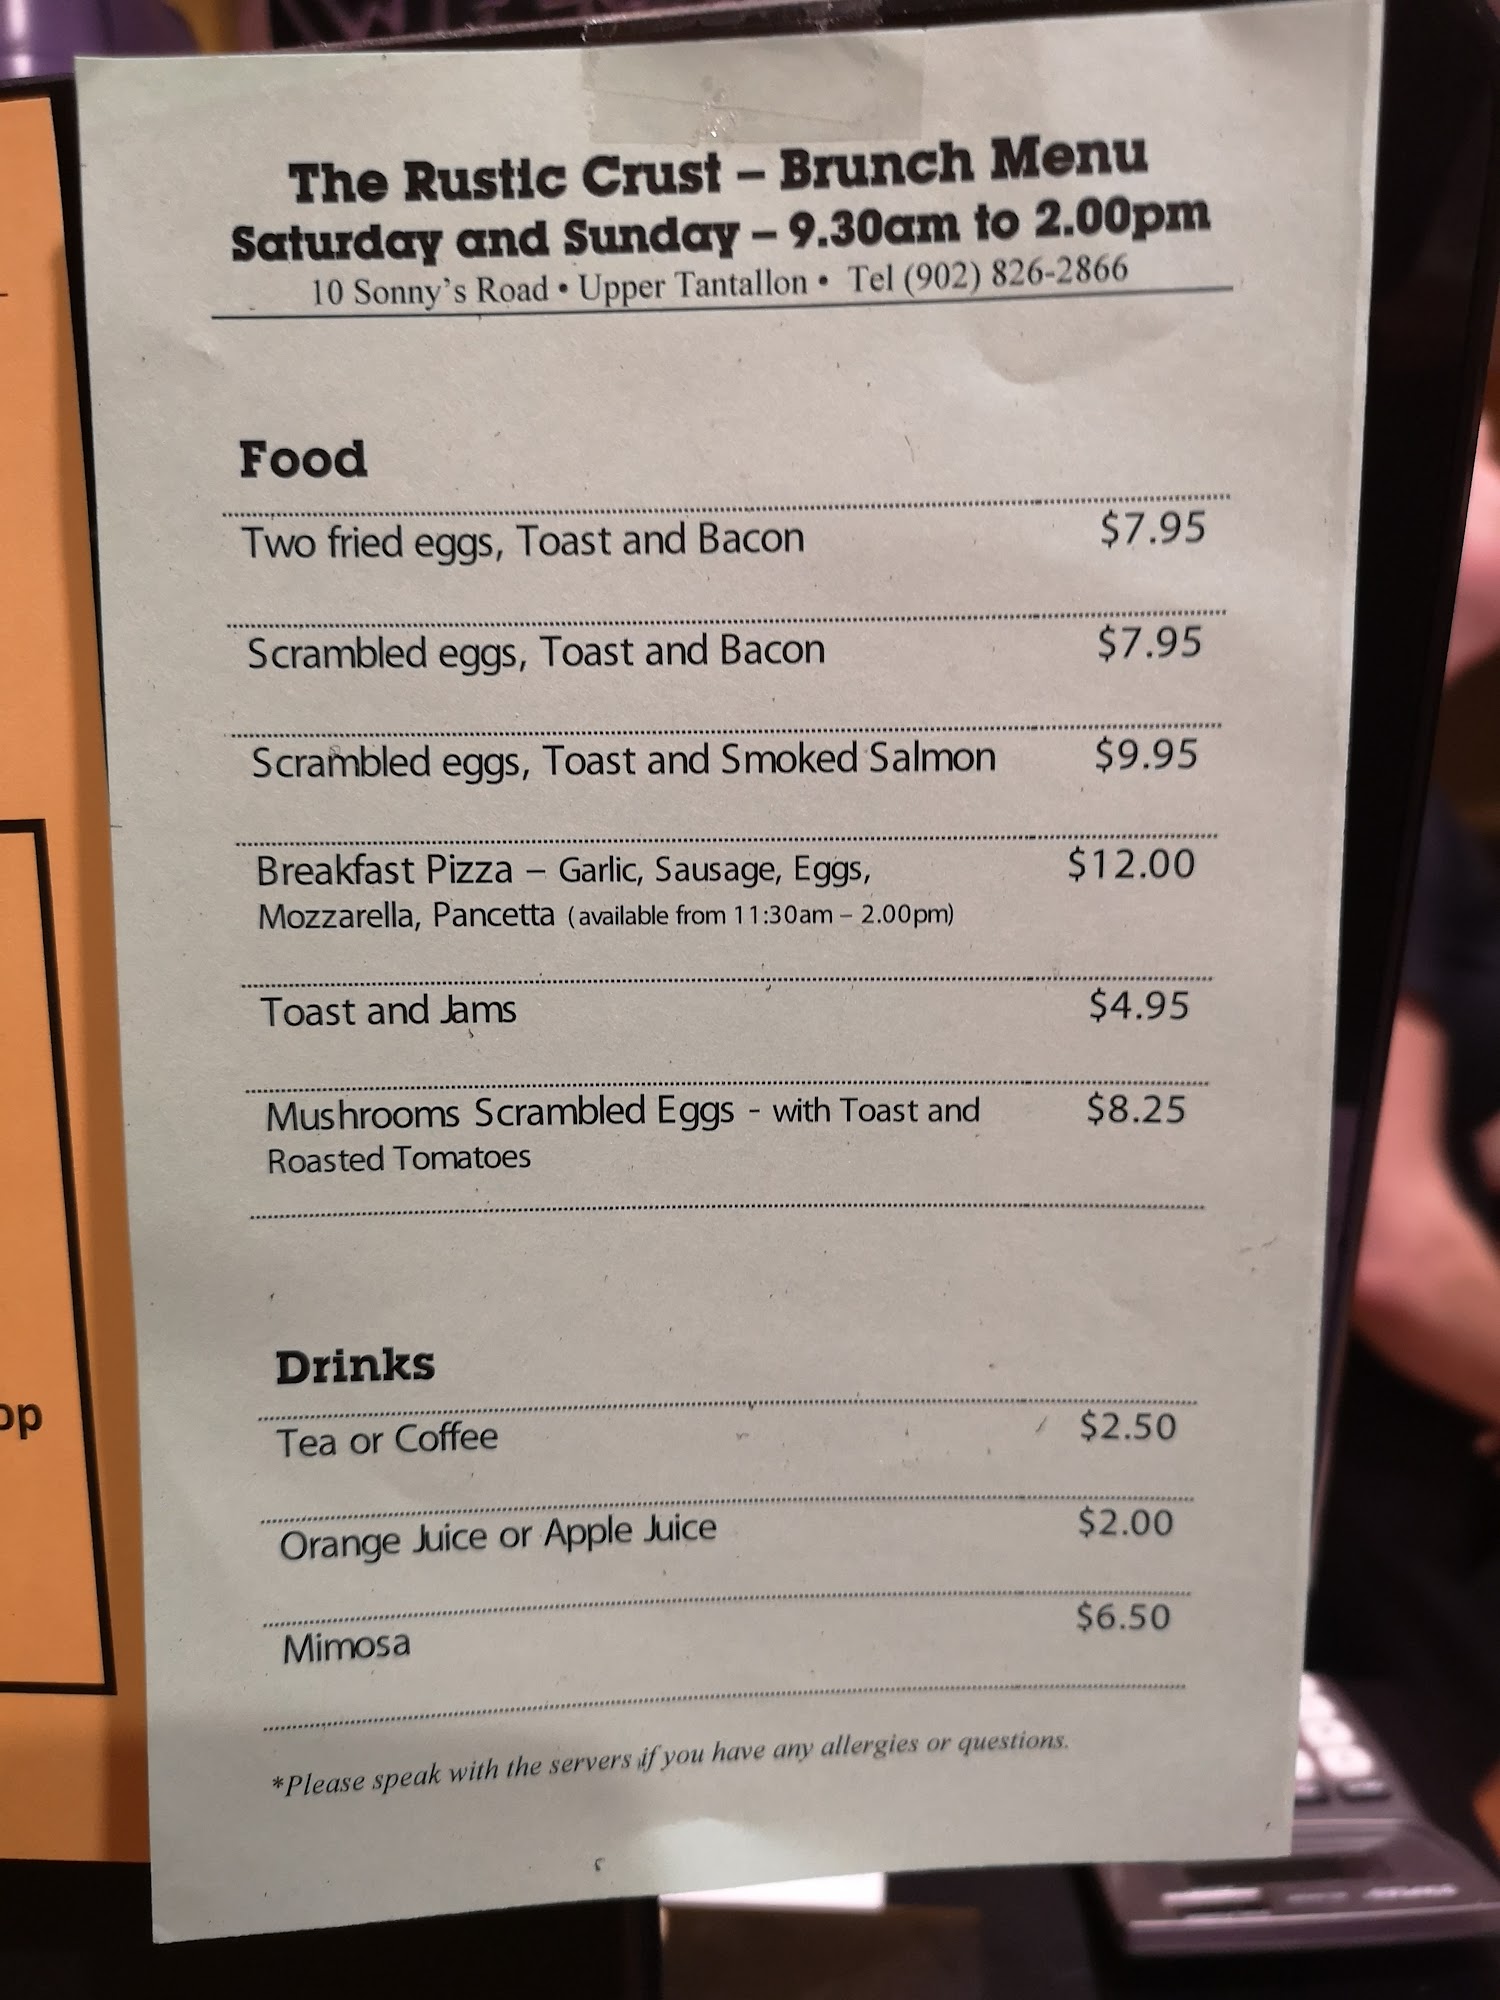 The Rustic Crust – Brunch Menu
Saturday and Sunday – 9.30am to 2.00pm
10 Sonny's Road • Upper Tantallon • Tel (902) 826-2866
Food
Two fried eggs, Toast and Bacon $7.95
Scrambled eggs, Toast and Bacon $7.95
Scrambled eggs, Toast and Smoked Salmon $9.95
Breakfast Pizza – Garlic, Sausage, Eggs, $12.00
Mozzarella, Pancetta (available from 11:30am – 2.00pm)
Toast and Jams $4.95
Mushrooms Scrambled Eggs - with Toast and $8.25
Roasted Tomatoes
Drinks
Tea or Coffee $2.50
Orange Juice or Apple Juice $2.00
Mimosa $6.50
*Please speak with the servers if you have any allergies or questions.